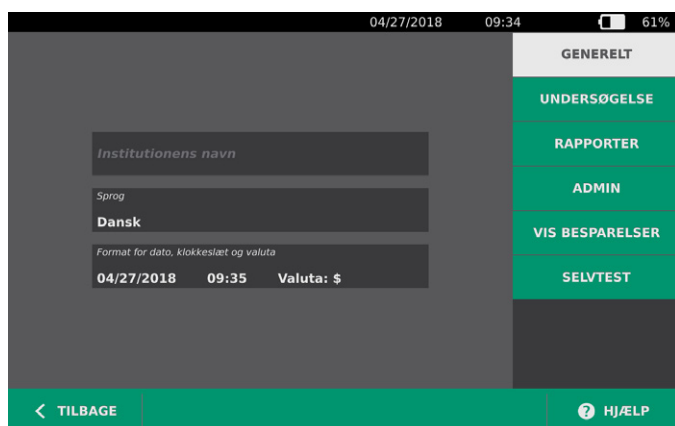 04/27/2018 09:34 61%
GENERELT
UNDERSØGELSE
RAPPORTER
ADMIN
VIS BESPARELSER
SELVTEST
Institutionens navn
Sprog
Dansk
Format for dato, klokkeslæt og valuta
04/27/2018 09:35 Valuta: $
TILBAGE
? HJÆLP